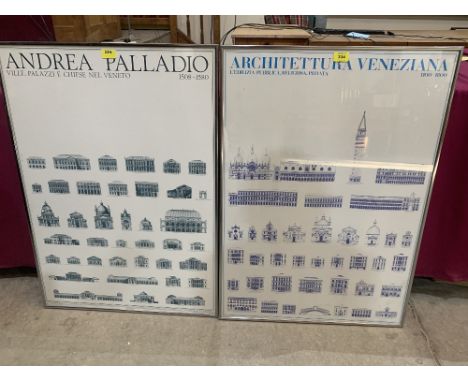 ANDREA PALLADIO
VILLE, PALAZZI E CHIESE NEL VENETO
1508-1580
ARCHITETTURA VENEZIANA
L'EDILIZIA PUBBLICA, RELIGIOSA, PRIVATA
1100-1800